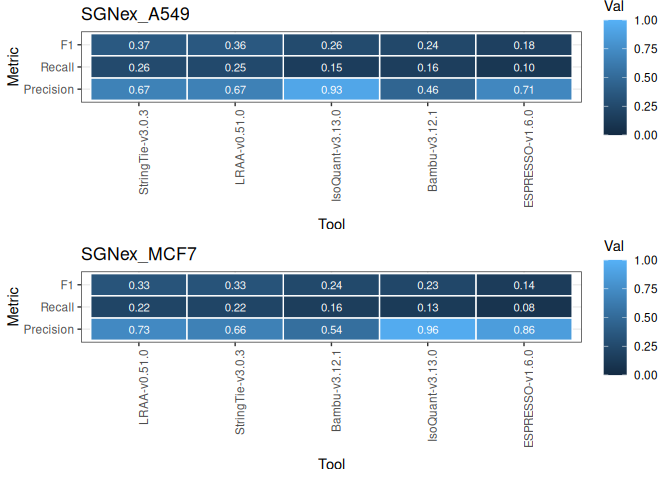 SGNex_A549
Val
Metric
F1 0.37 0.36 0.26 0.24 0.18
Recall 0.26 0.25 0.15 0.16 0.10
Precision 0.67 0.67 0.93 0.46 0.71
1.00
0.75
0.50
0.25
0.00
StringTie-v3.0.3
LRAA-v0.51.0
IsoQuant-v3.13.0
Bambu-v3.12.1
ESPRESSO-v1.6.0
Tool
SGNex_MCF7
Val
Metric
F1 0.33 0.33 0.24 0.23 0.14
Recall 0.22 0.22 0.16 0.13 0.08
Precision 0.73 0.66 0.54 0.96 0.86
1.00
0.75
0.50
0.25
0.00
LRAA-v0.51.0
StringTie-v3.0.3
Bambu-v3.12.1
IsoQuant-v3.13.0
ESPRESSO-v1.6.0
Tool